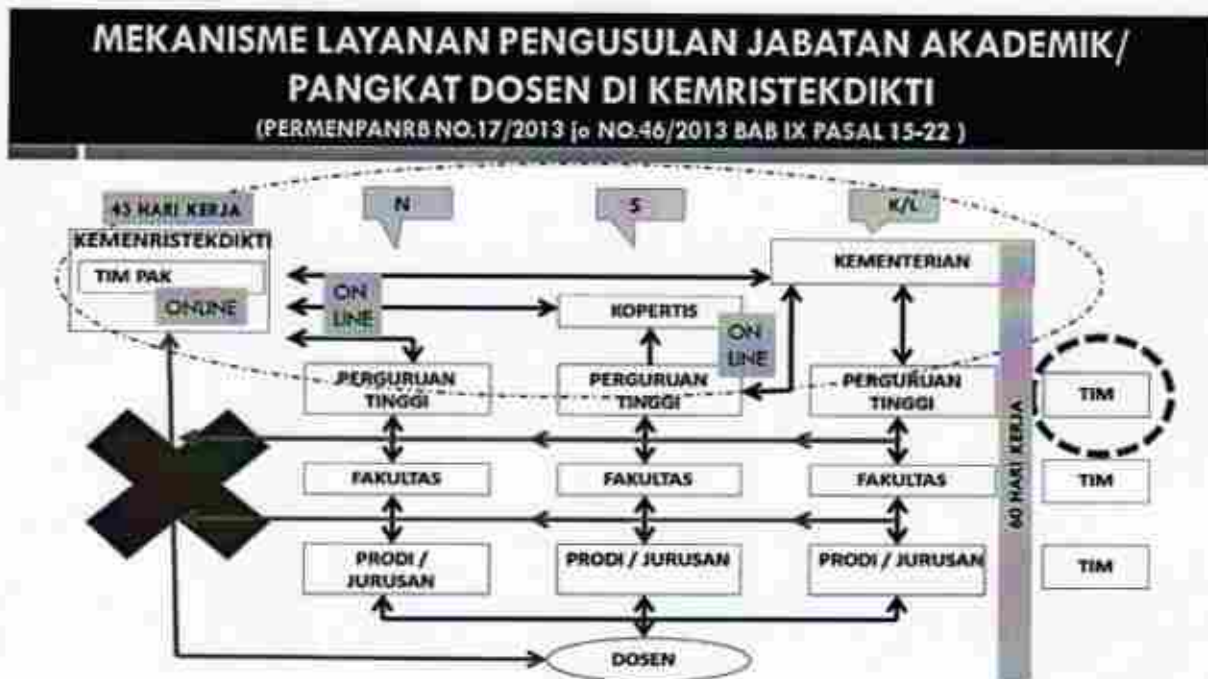 MEKANISME LAYANAN PENGUSULAN JABATAN AKADEMIK/
PANGKAT DOSEN DI KEMRISTEKDIKTI
(PERMENPANRB NO.17/2013 jo NO.46/2013 BAB IX PASAL 15-22 )
45 HARI KERJA
N
S
K/L
KEMENRISTEKDIKTI
TIM PAK
ONLINE
ON
LINE
KOPERTIS
ON
LINE
KEMENTERIAN
PERGURUAN
TINGGI
PERGURUAN
TINGGI
PERGURUAN
TINGGI
TIM
FAKULTAS
FAKULTAS
FAKULTAS
TIM
60 HARI KERJA
PRODI /
JURUSAN
PRODI / JURUSAN
PRODI / JURUSAN
TIM
DOSEN